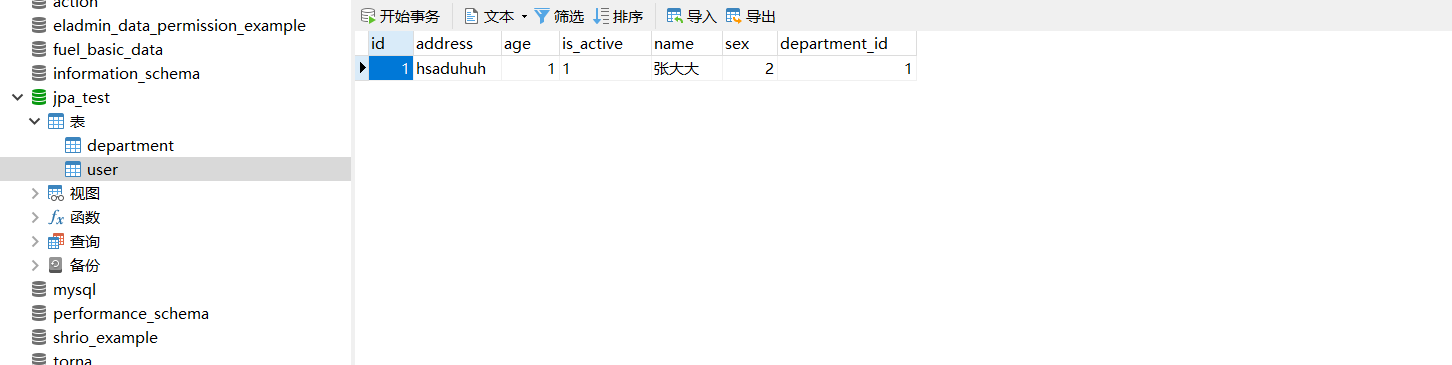 action
eladmin_data_permission_example
fuel_basic_data
information_schema
jpa_test
表
department
user
视图
fx 函数
查询
备份
mysql
performance_schema
shrio_example
torna
开始事务 文本 筛选 排序 导入 导出
id address age is_active name sex department_id
1 hsaduhuh 1 1 张大大 2 1